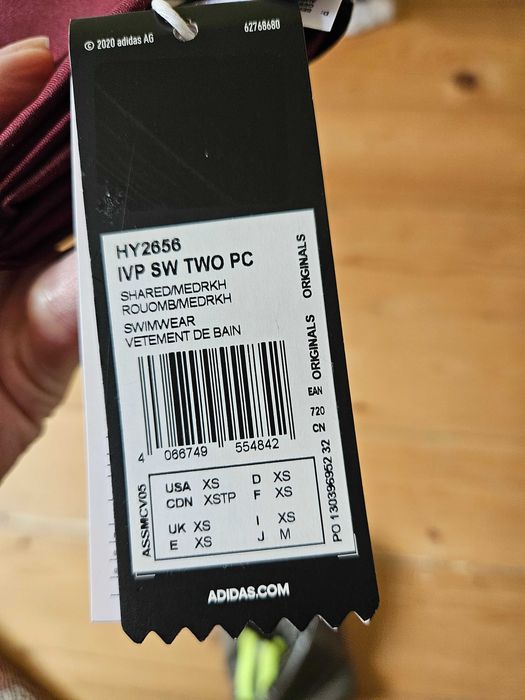 © 2020 adidas AG
62768680
HY2656
IVP SW TWO PC
SHARED/MEDRKH
ROUOMB/MEDRKH
SWIMWEAR
VETEMENT DE BAIN
ORIGINALS
ORIGINALS
EAN
720
CN
4 066749 554842
ASSMCV05
USA XS D XS
CDN XSTP F XS
UK XS I XS
E XS J M
PO 130396952 32
ADIDAS.COM